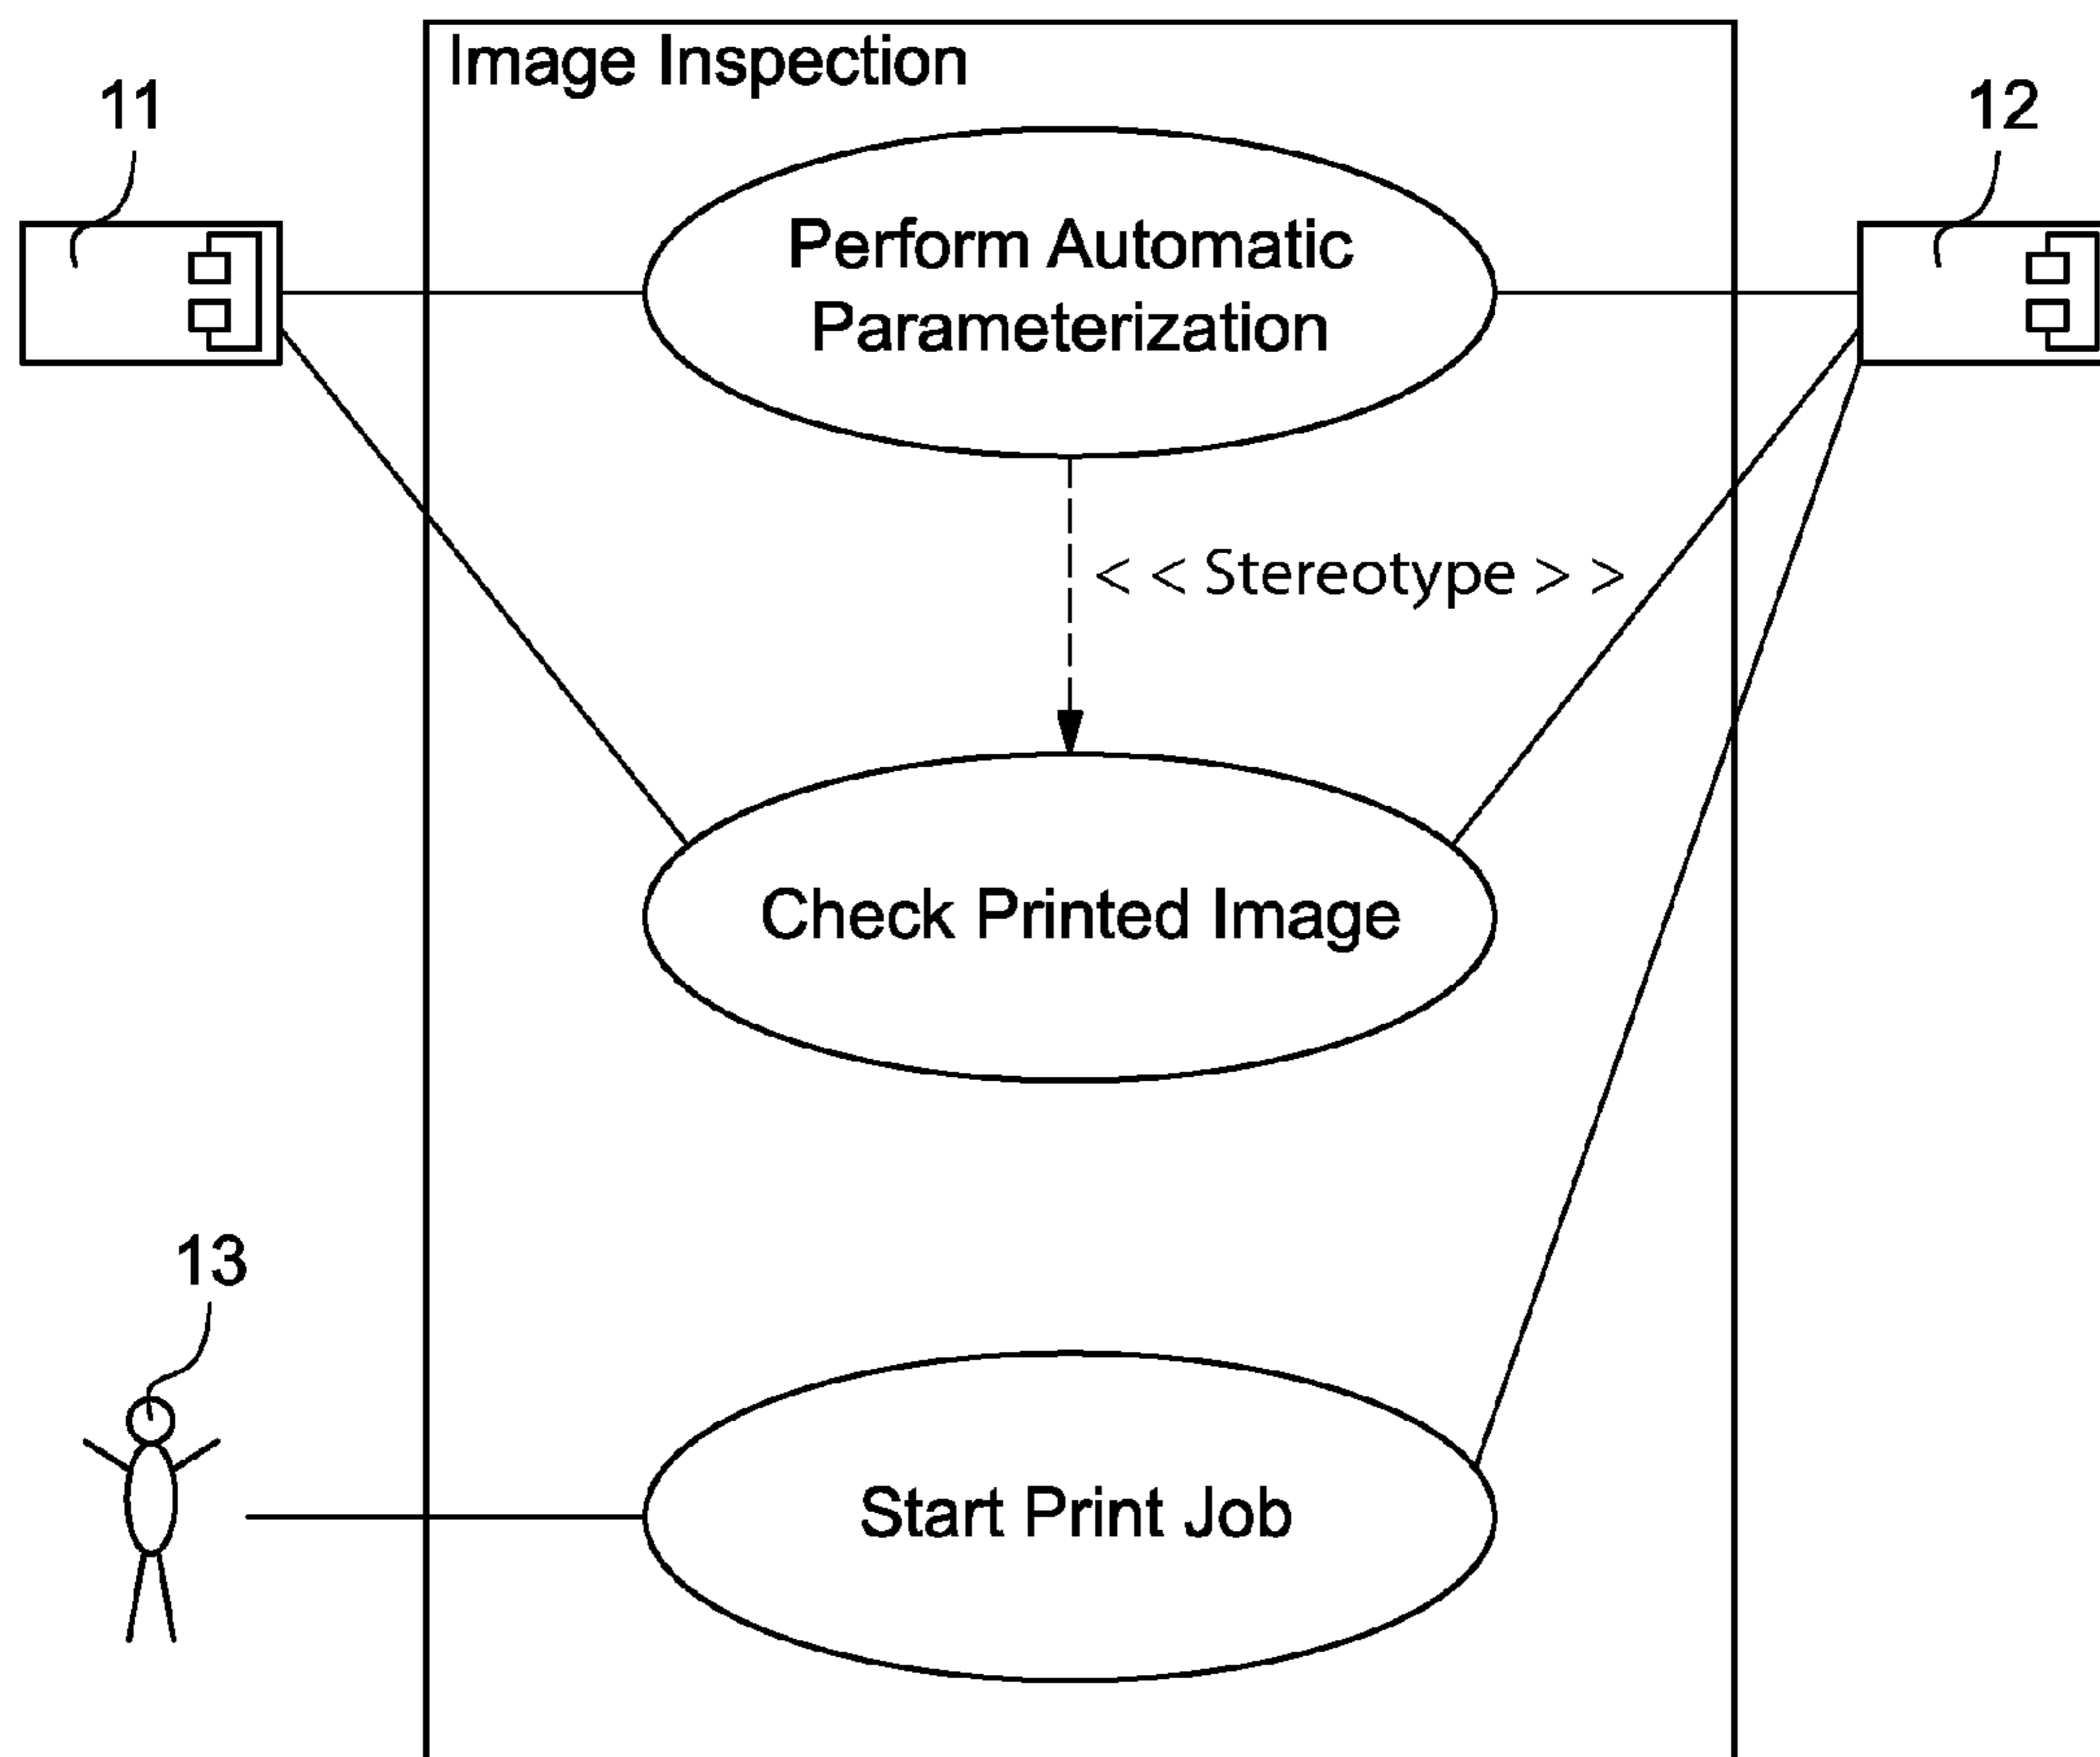 Image Inspection
11
12
Perform Automatic
Parameterization
< < Stereotype > >
Check Printed Image
13
Start Print Job